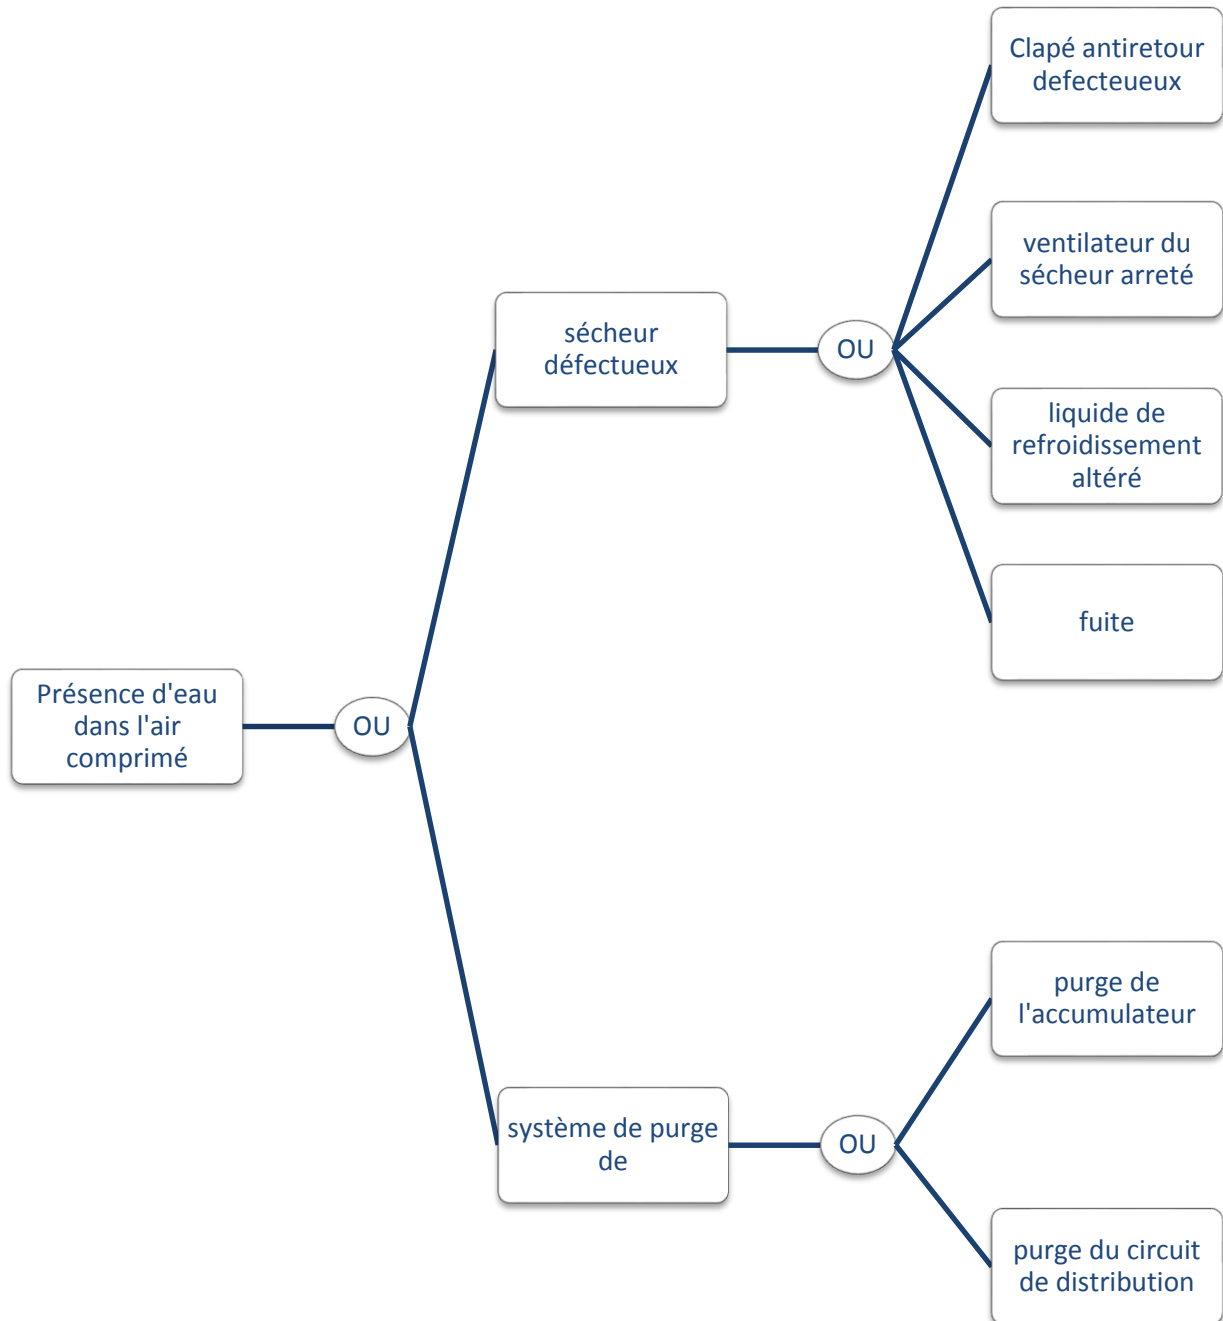 Clapé antiretour
defecteueux
ventilateur du
sécheur arreté
sécheur
défectueux
OU
liquide de
refroidissement
altéré
fuite
Présence d'eau
dans l'air
comprimé
OU
purge de
l'accumulateur
système de purge
de
OU
purge du circuit
de distribution